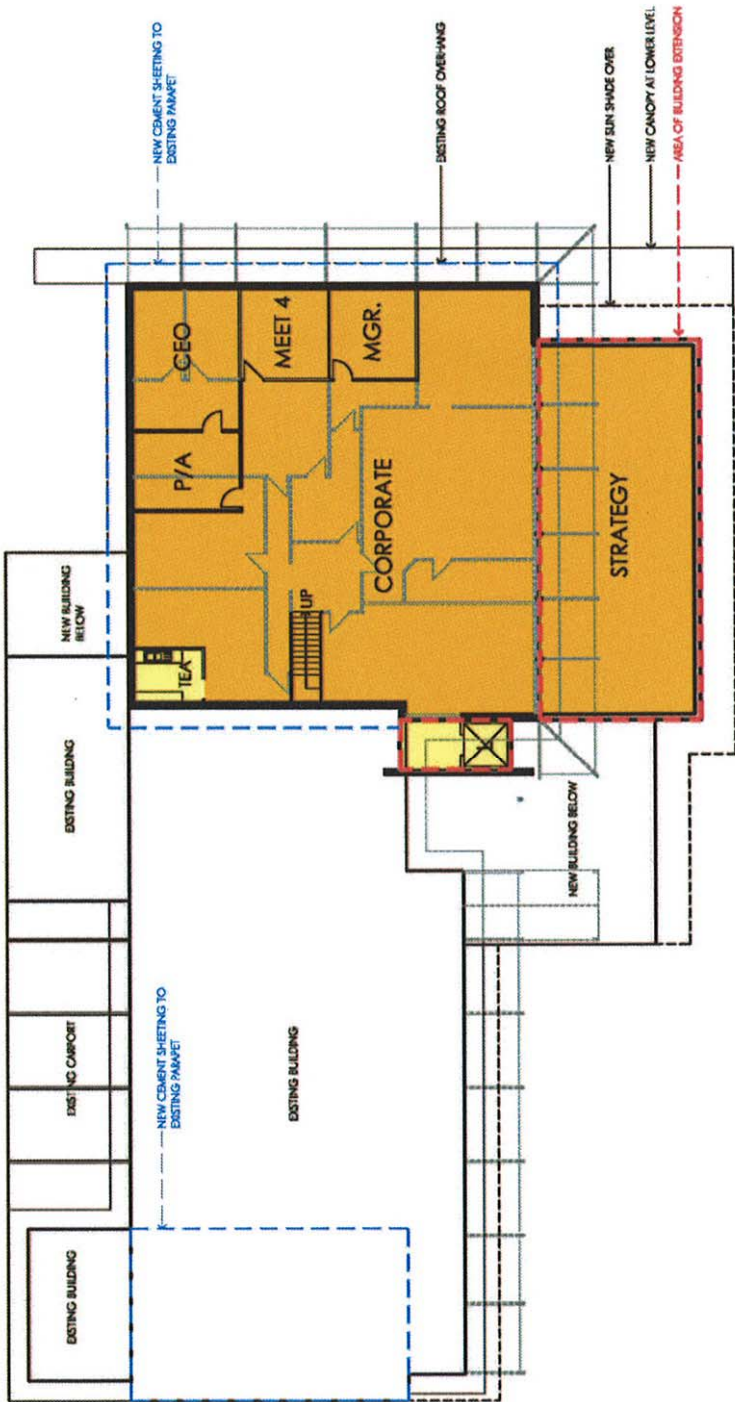 NEW CEMENT SHEETING TO
EXISTING PARAPET
EXISTING ROOF OVERHANG
NEW SUN SHADE OVER
NEW CANOPY AT LOWER LEVEL
AREA OF BUILDING EXTENSION
CEO
MEET 4
MGR.
P/A
CORPORATE
STRATEGY
UP
TEA
NEW BUILDING
BELOW
EXISTING BUILDING
NEW BUILDING BELOW
EXISTING CARPORT
NEW CEMENT SHEETING TO
EXISTING PARAPET
EXISTING BUILDING
EXISTING BUILDING